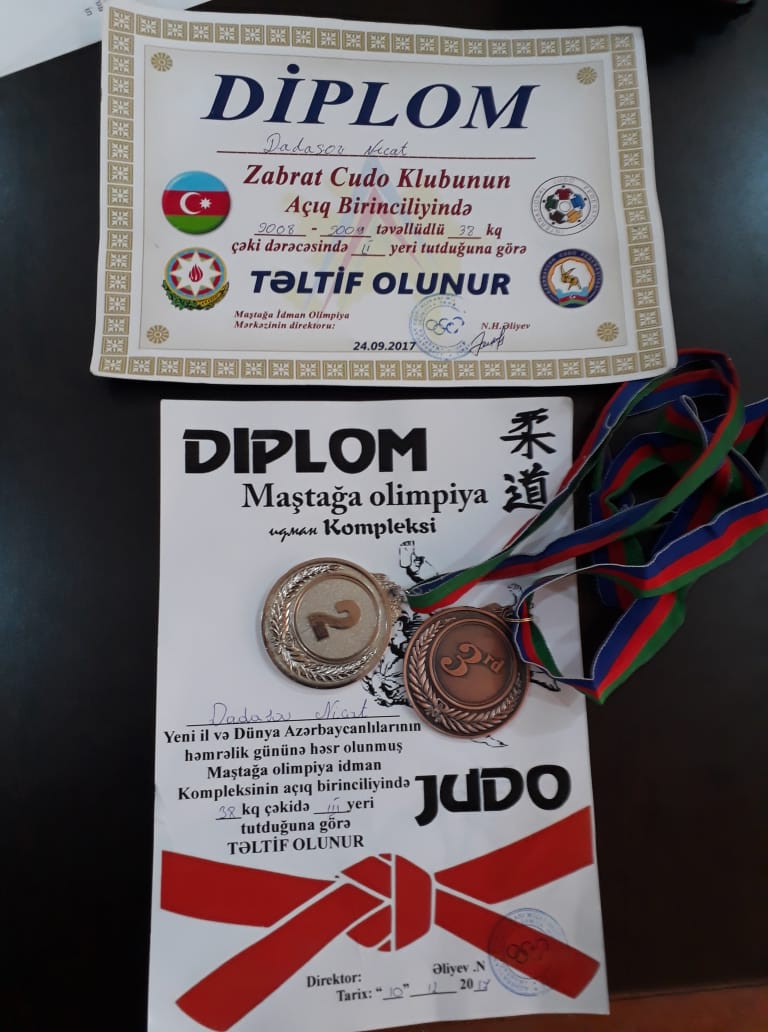 DİPLOM
Dadaşov Nicat
Zabrat Cudo Klubunun
Açıq Birinciliyində
2008 - 2009 təvəllüdlü 38 kq
çəki dərəcəsində II yeri tutduğuna görə
TƏLTİF OLUNUR
Maştağa İdman Olimpiya
Mərkəzinin direktoru:
N.H.Əliyev
24.09.2017
DIPLOM
柔道
Maştağa olimpiya
идман Kompleksi
2
3rd
Dadaşov Nicat
Yeni il və Dünya Azərbaycanlılarının
həmrəlik gününə həsr olunmuş
Maştağa olimpiya idman
Kompleksinin açıq birinciliyində
38 kq çəkidə III yeri
tutduğuna görə
TƏLTİF OLUNUR
JUDO
Direktor: Əliyev .N
Tarix: "10" 12 2017